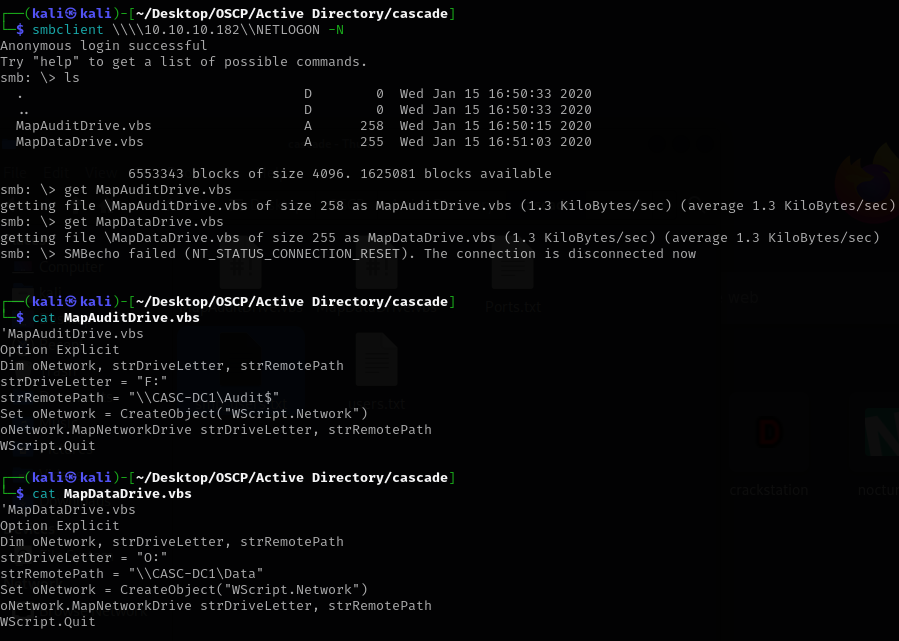 ┌──(kali㉿kali)-[~/Desktop/OSCP/Active Directory/cascade]
└─$ smbclient \\\\10.10.10.182\\NETLOGON -N
Anonymous login successful
Try "help" to get a list of possible commands.
smb: \> ls
  .                                   D        0  Wed Jan 15 16:50:33 2020
  ..                                  D        0  Wed Jan 15 16:50:33 2020
  MapAuditDrive.vbs                   A      258  Wed Jan 15 16:50:15 2020
  MapDataDrive.vbs                    A      255  Wed Jan 15 16:51:03 2020
                6553343 blocks of size 4096. 1625081 blocks available
smb: \> get MapAuditDrive.vbs
getting file \MapAuditDrive.vbs of size 258 as MapAuditDrive.vbs (1.3 KiloBytes/sec) (average 1.3 KiloBytes/sec)
smb: \> get MapDataDrive.vbs
getting file \MapDataDrive.vbs of size 255 as MapDataDrive.vbs (1.3 KiloBytes/sec) (average 1.3 KiloBytes/sec)
smb: \> SMBecho failed (NT_STATUS_CONNECTION_RESET). The connection is disconnected now
Computer
Ports.txt
web
┌──(kali㉿kali)-[~/Desktop/OSCP/Active Directory/cascade]
└─$ cat MapAuditDrive.vbs
'MapAuditDrive.vbs
Option Explicit
Dim oNetwork, strDriveLetter, strRemotePath
strDriveLetter = "F:"
strRemotePath = "\\CASC-DC1\Audit$"
users.txt
Set oNetwork = CreateObject("WScript.Network")
oNetwork.MapNetworkDrive strDriveLetter, strRemotePath
WScript.Quit
┌──(kali㉿kali)-[~/Desktop/OSCP/Active Directory/cascade]
└─$ cat MapDataDrive.vbs
crackstation
'MapDataDrive.vbs
Option Explicit
Dim oNetwork, strDriveLetter, strRemotePath
strDriveLetter = "O:"
strRemotePath = "\\CASC-DC1\Data"
Set oNetwork = CreateObject("WScript.Network")
oNetwork.MapNetworkDrive strDriveLetter, strRemotePath
WScript.Quit